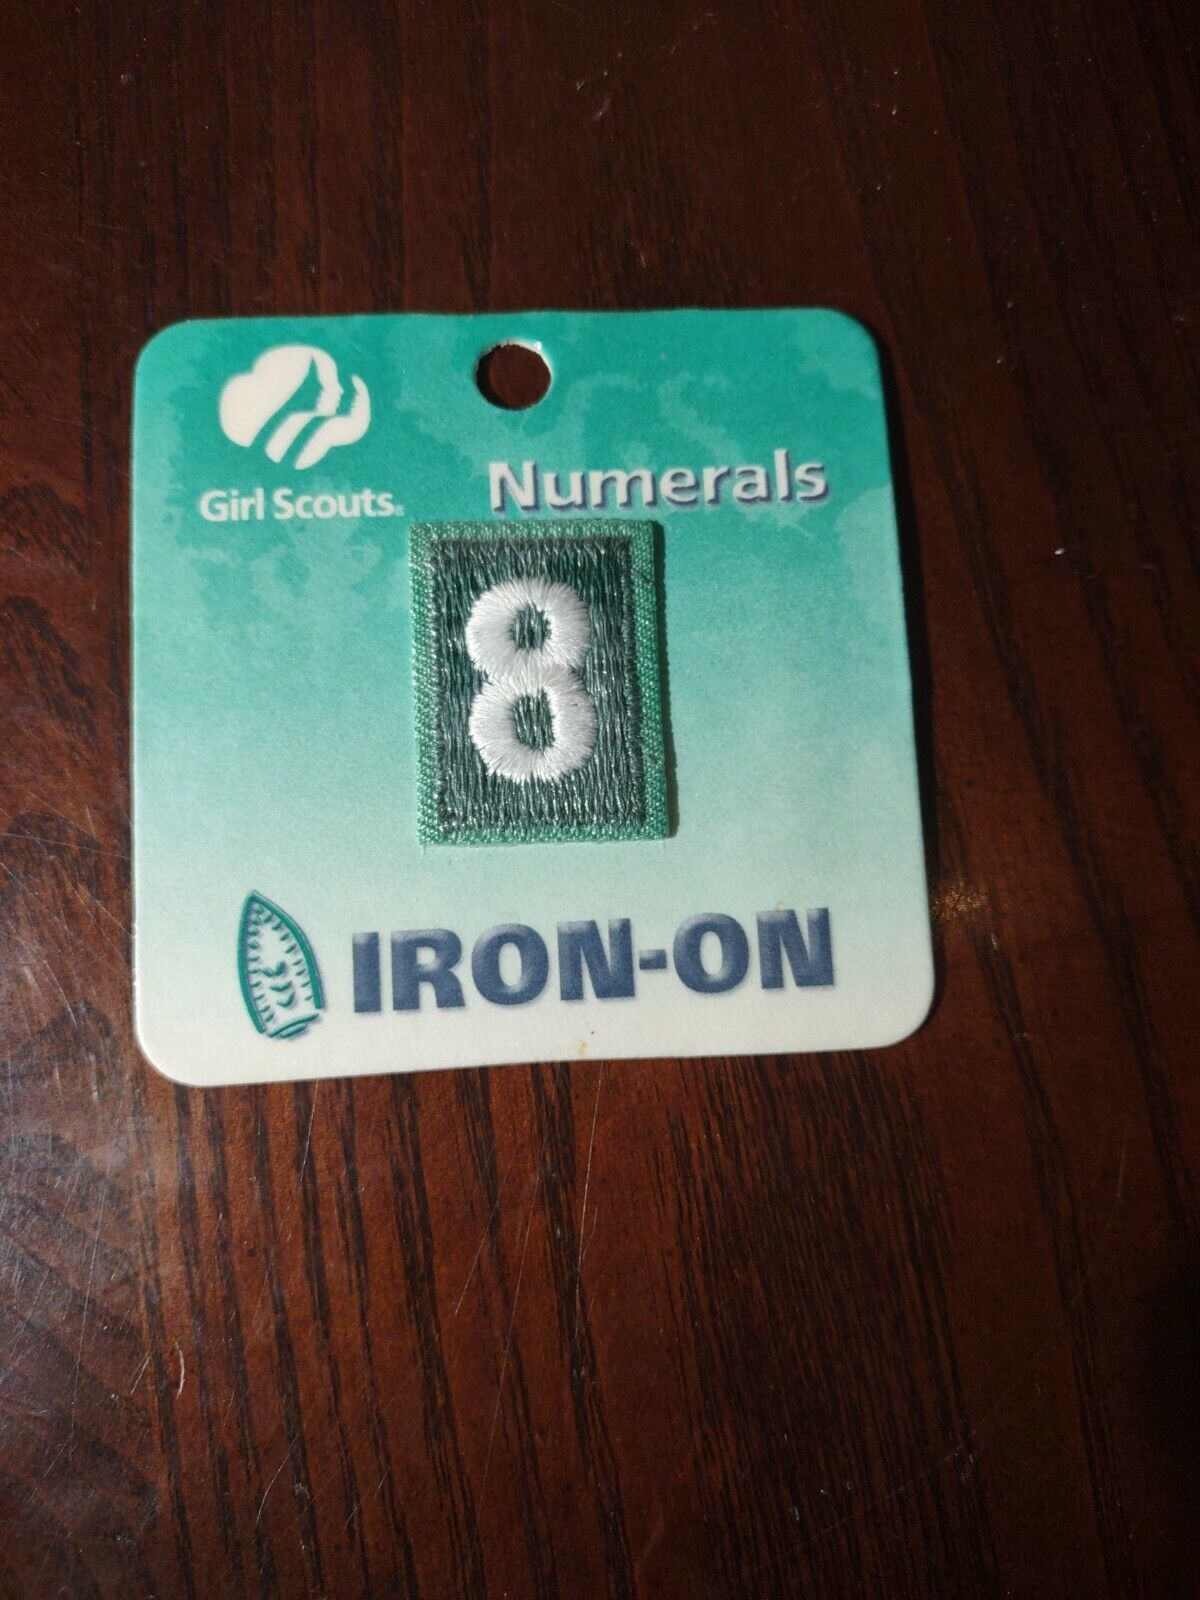 Girl Scouts®
Numerals
8
IRON-ON